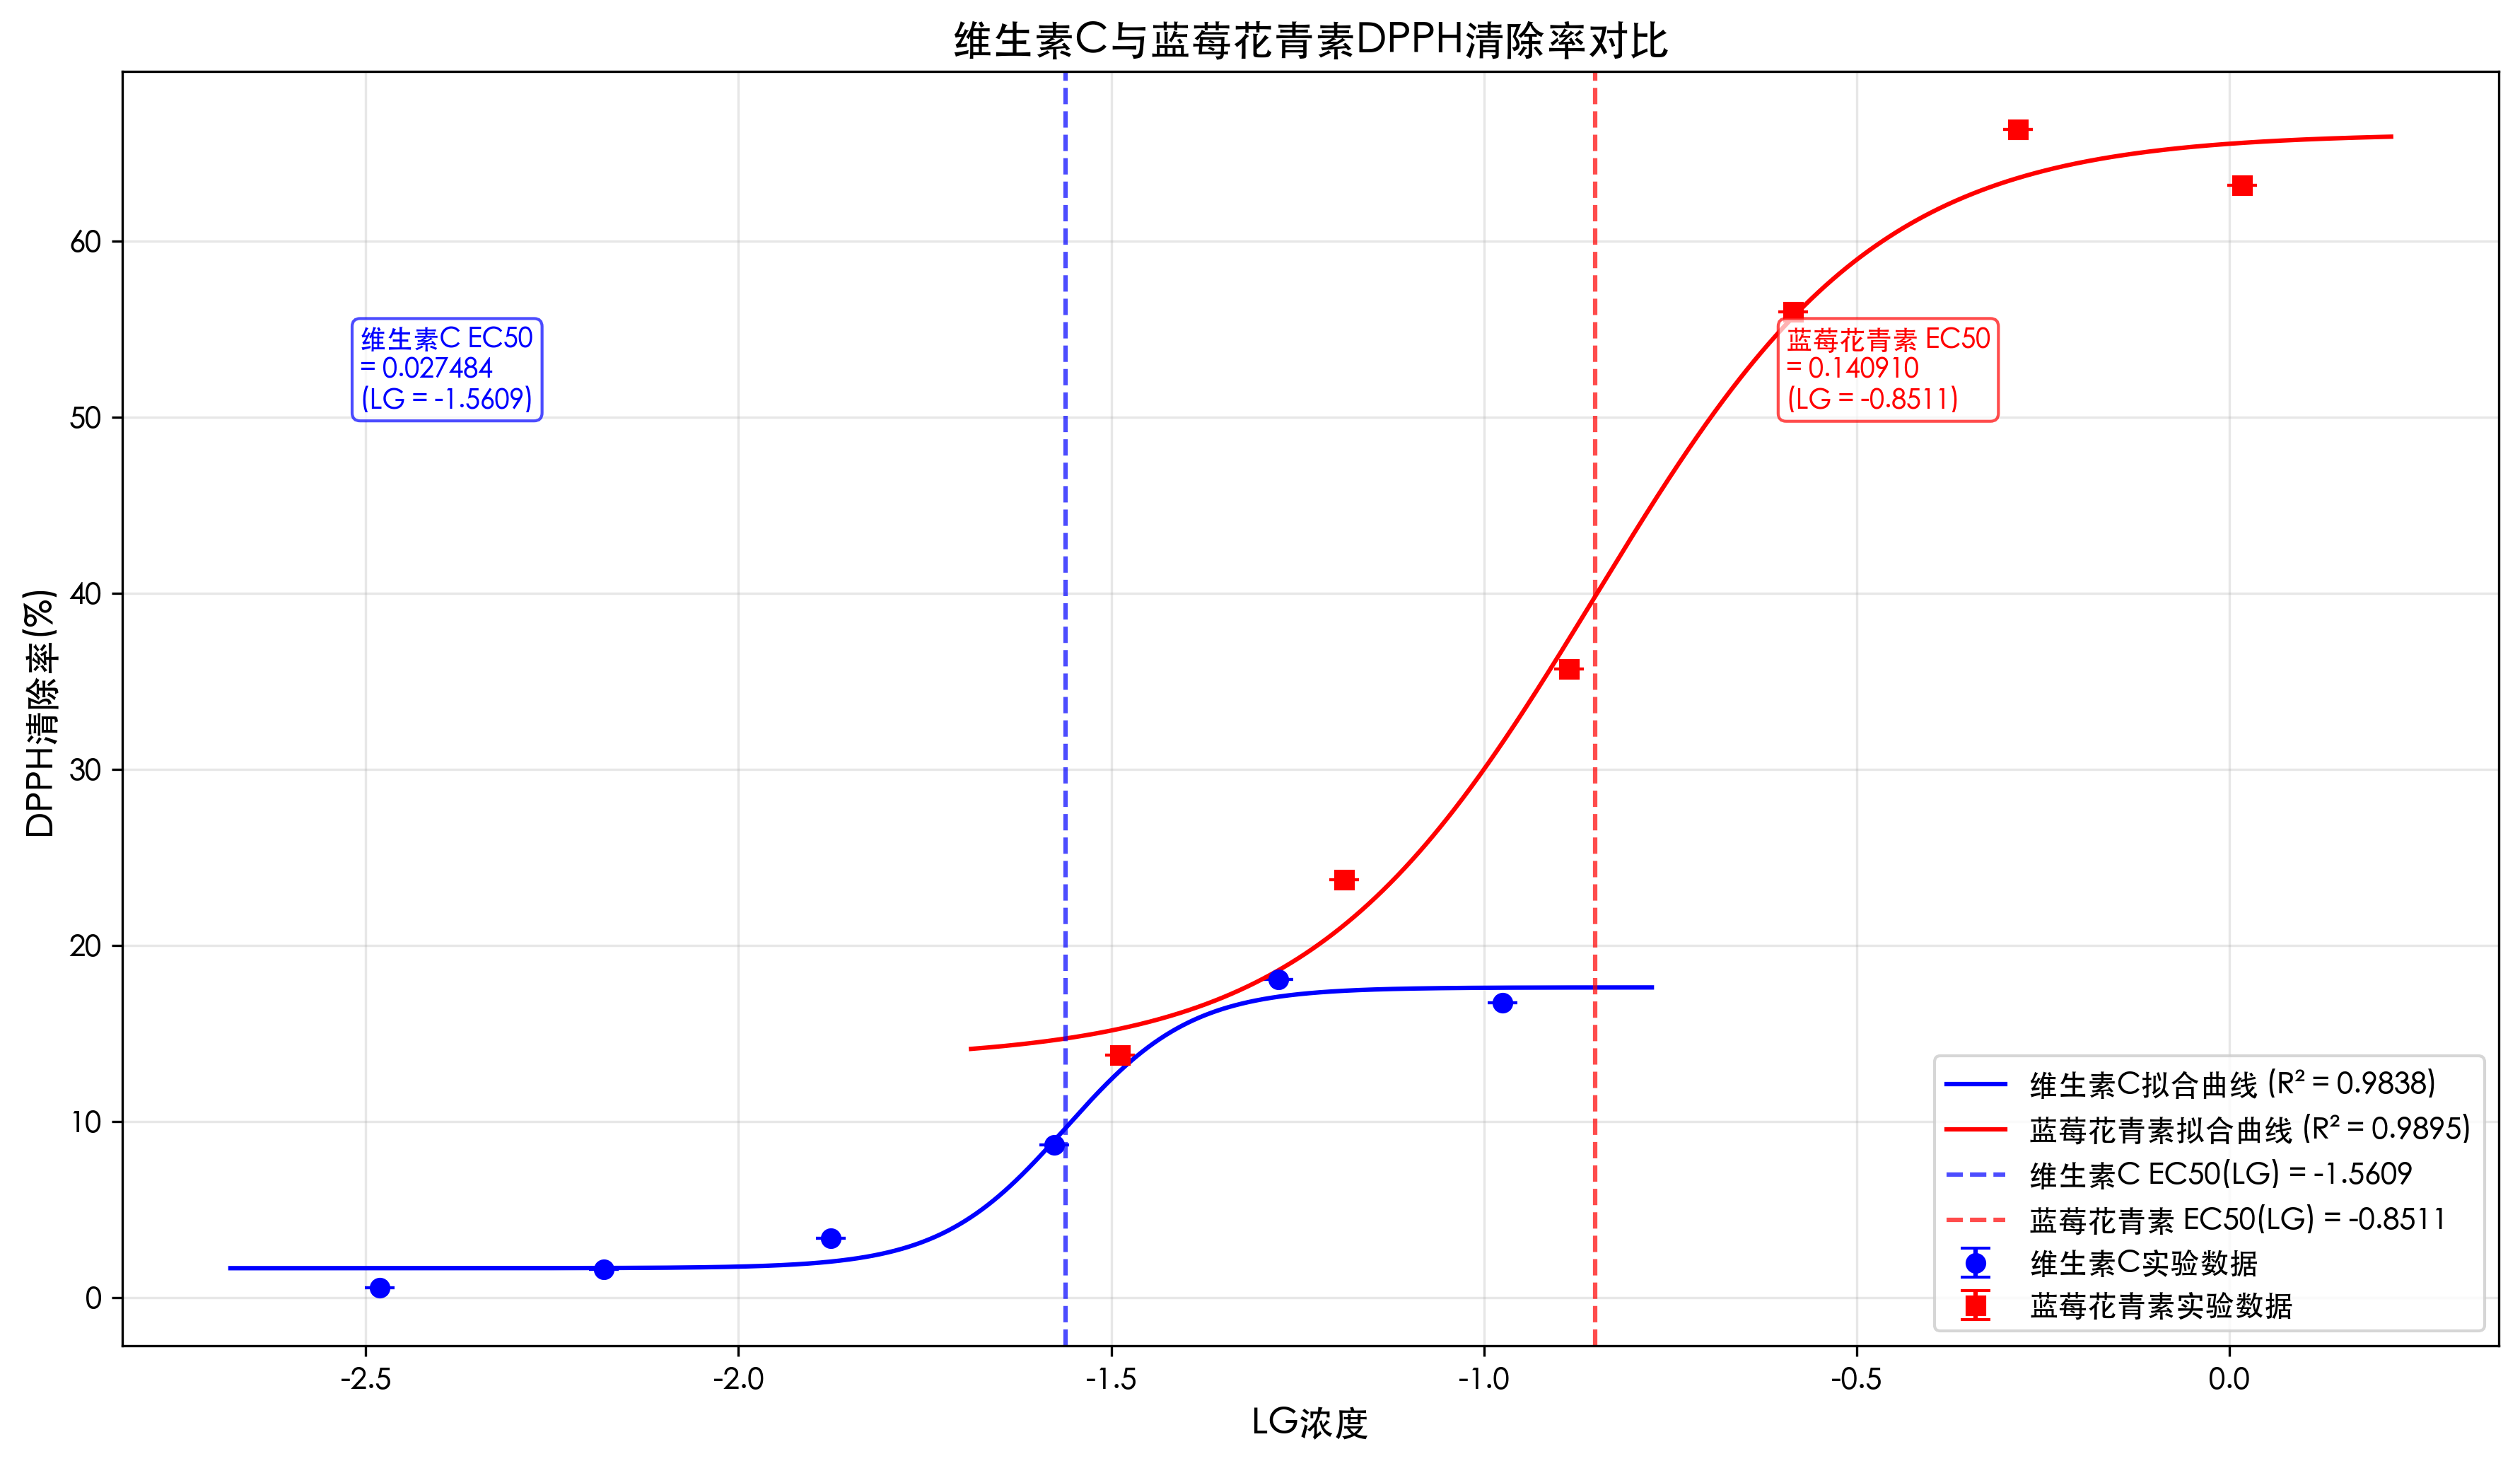 维生素C与蓝莓花青素DPPH清除率对比
DPPH清除率(%)
60
50
40
30
20
10
0
维生素C EC50
= 0.027484
(LG = -1.5609)
蓝莓花青素 EC50
= 0.140910
(LG = -0.8511)
维生素C拟合曲线 (R² = 0.9838)
蓝莓花青素拟合曲线 (R² = 0.9895)
维生素C EC50(LG) = -1.5609
蓝莓花青素 EC50(LG) = -0.8511
维生素C实验数据
蓝莓花青素实验数据
-2.5 -2.0 -1.5 -1.0 -0.5 0.0
LG浓度